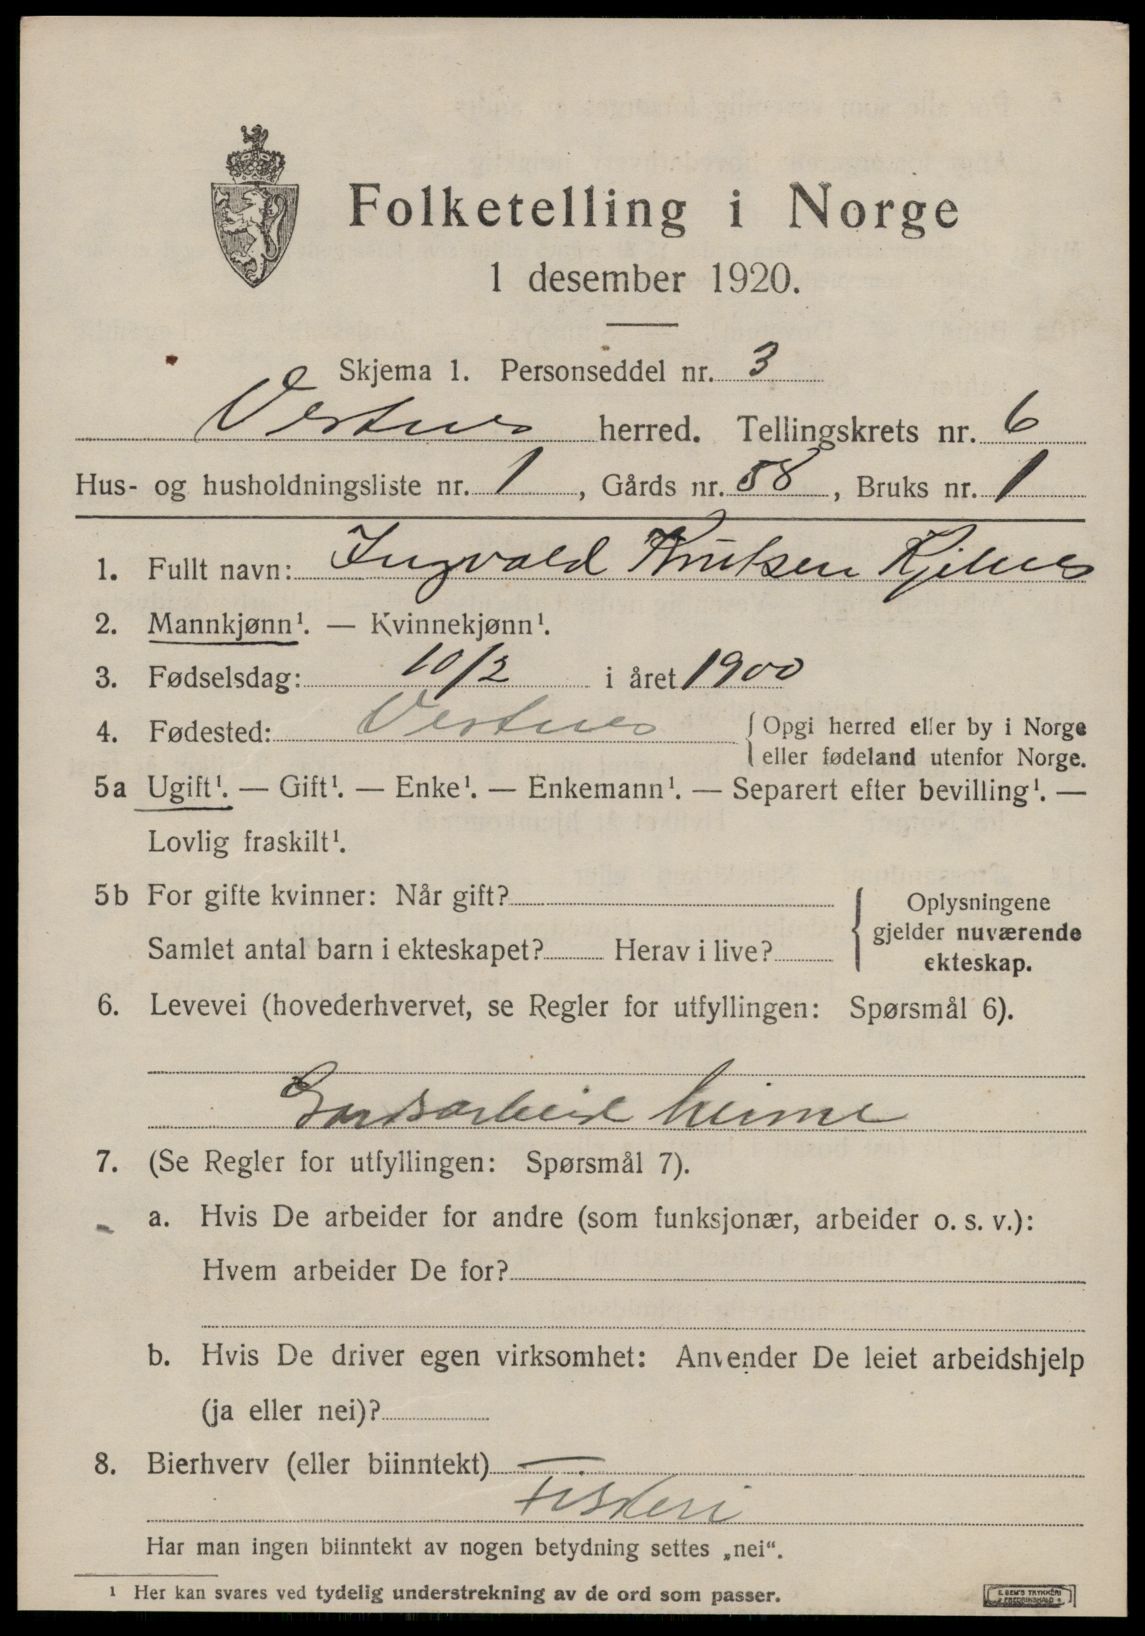 Folketelling i Norge
1 desember 1920.
Skjema 1. Personseddel nr. 3
Vestnes herred. Tellingskrets nr. 6
Hus- og husholdningsliste nr. 1, Gårds nr. 58, Bruks nr. 1
1. Fullt navn: Ingvald Knutsen Kjelnes
2. Mannkjønn¹. — Kvinnekjønn¹.
3. Fødselsdag: 10/2 i året 1900
4. Fødested: Vestnes { Opgi herred eller by i Norge
eller fødeland utenfor Norge.
5a Ugift¹. — Gift¹. — Enke¹. — Enkemann¹. — Separert efter bevilling¹. —
Lovlig fraskilt¹.
5b For gifte kvinner: Når gift? { Oplysningene
gjelder nuværende
ekteskap.
Samlet antal barn i ekteskapet? Herav i live?
6. Levevei (hovederhvervet, se Regler for utfyllingen: Spørsmål 6).
Gardsarbeid heime
7. (Se Regler for utfyllingen: Spørsmål 7).
a. Hvis De arbeider for andre (som funksjonær, arbeider o. s. v.):
Hvem arbeider De for?
b. Hvis De driver egen virksomhet: Anvender De leiet arbeidshjelp
(ja eller nei)?
8. Bierhverv (eller biinntekt)
Fiskeri
Har man ingen biinntekt av nogen betydning settes „nei“.
¹ Her kan svares ved tydelig understrekning av de ord som passer.
E. SEM'S TRYKKERI
FREDRIKSHALD